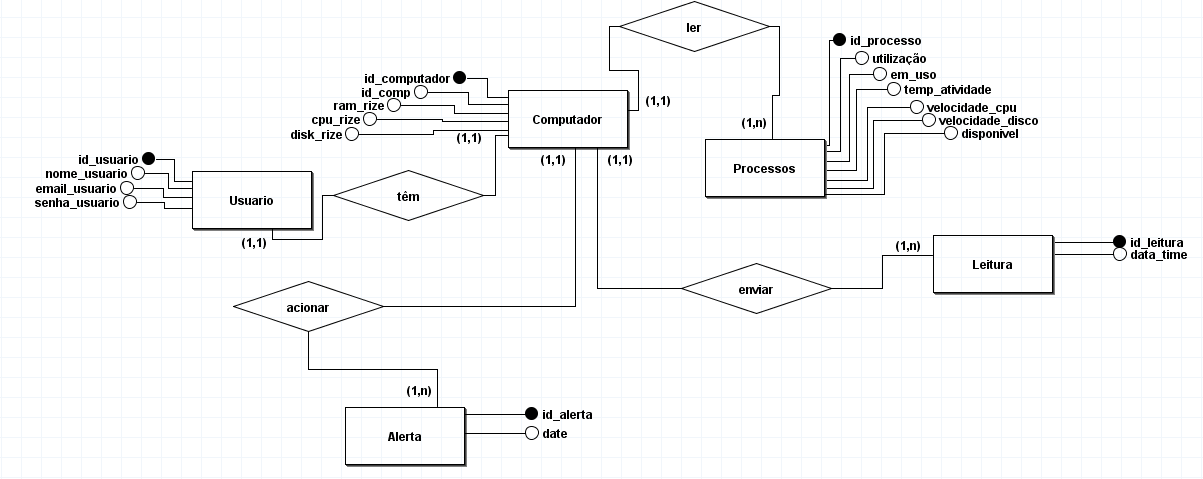 ler
id_processo
utilização
em_uso
temp_atividade
velocidade_cpu
velocidade_disco
disponivel
(1,1)
(1,n)
Processos
id_computador
id_comp
ram_rize
cpu_rize
disk_rize
Computador
(1,1)
(1,1)
(1,1)
id_usuario
nome_usuario
email_usuario
senha_usuario
Usuario
(1,1)
têm
acionar
enviar
(1,n)
Leitura
id_leitura
data_time
(1,n)
Alerta
id_alerta
date